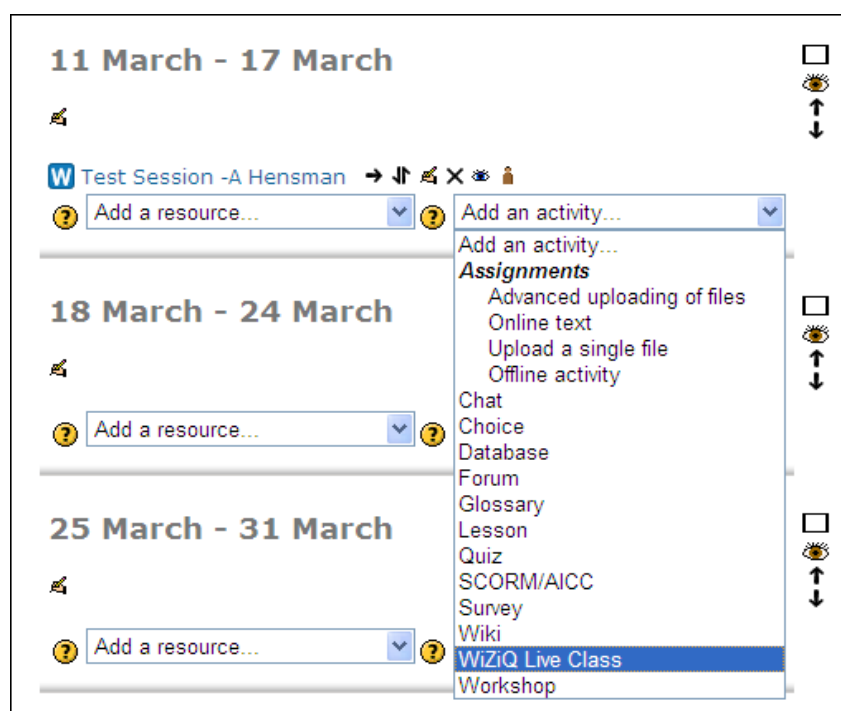 11 March - 17 March
W Test Session -A Hensman
? Add a resource... ? Add an activity...
Add an activity...
Assignments
Advanced uploading of files
Online text
Upload a single file
Offline activity
Chat
Choice
Database
Forum
Glossary
Lesson
Quiz
SCORM/AICC
Survey
Wiki
WiZiQ Live Class
Workshop
18 March - 24 March
? Add a resource... ?
25 March - 31 March
? Add a resource... ?